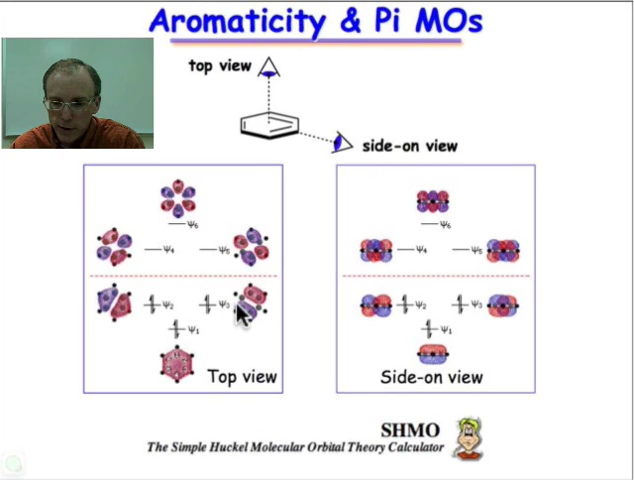 Aromaticity & Pi MOs
top view
side-on view
Ψ6
Ψ4
Ψ5
Ψ2
Ψ3
Ψ1
Top view
Ψ6
Ψ4
Ψ5
Ψ2
Ψ3
Ψ1
Side-on view
SHMO
The Simple Huckel Molecular Orbital Theory Calculator